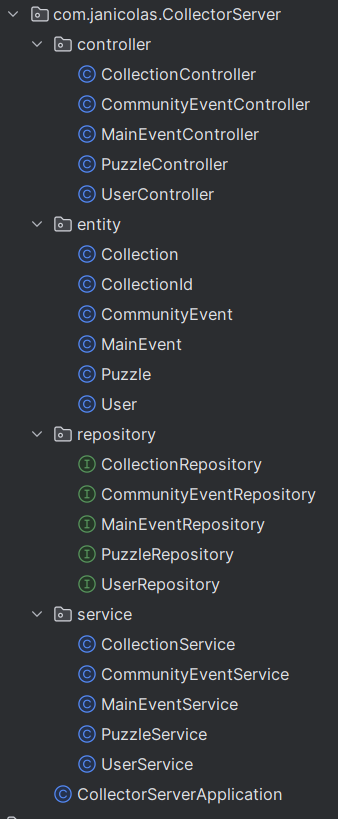 com.janicolas.CollectorServer
controller
CollectionController
CommunityEventController
MainEventController
PuzzleController
UserController
entity
Collection
CollectionId
CommunityEvent
MainEvent
Puzzle
User
repository
CollectionRepository
CommunityEventRepository
MainEventRepository
PuzzleRepository
UserRepository
service
CollectionService
CommunityEventService
MainEventService
PuzzleService
UserService
CollectorServerApplication